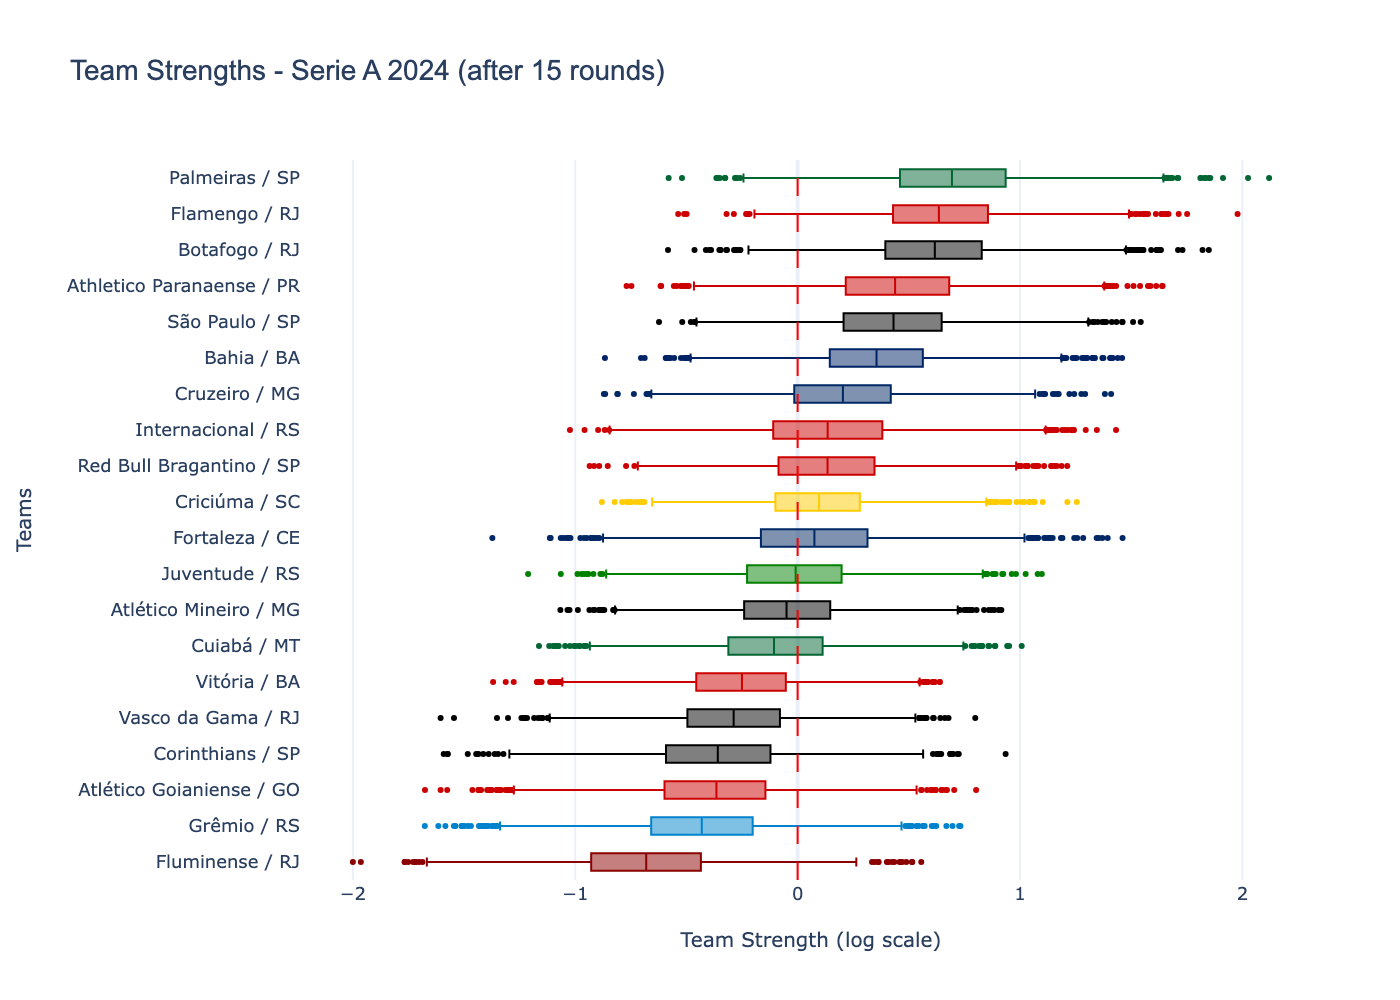 Team Strengths - Serie A 2024 (after 15 rounds)
Teams
Palmeiras / SP
Flamengo / RJ
Botafogo / RJ
Athletico Paranaense / PR
São Paulo / SP
Bahia / BA
Cruzeiro / MG
Internacional / RS
Red Bull Bragantino / SP
Criciúma / SC
Fortaleza / CE
Juventude / RS
Atlético Mineiro / MG
Cuiabá / MT
Vitória / BA
Vasco da Gama / RJ
Corinthians / SP
Atlético Goianiense / GO
Grêmio / RS
Fluminense / RJ
−2 −1 0 1 2
Team Strength (log scale)